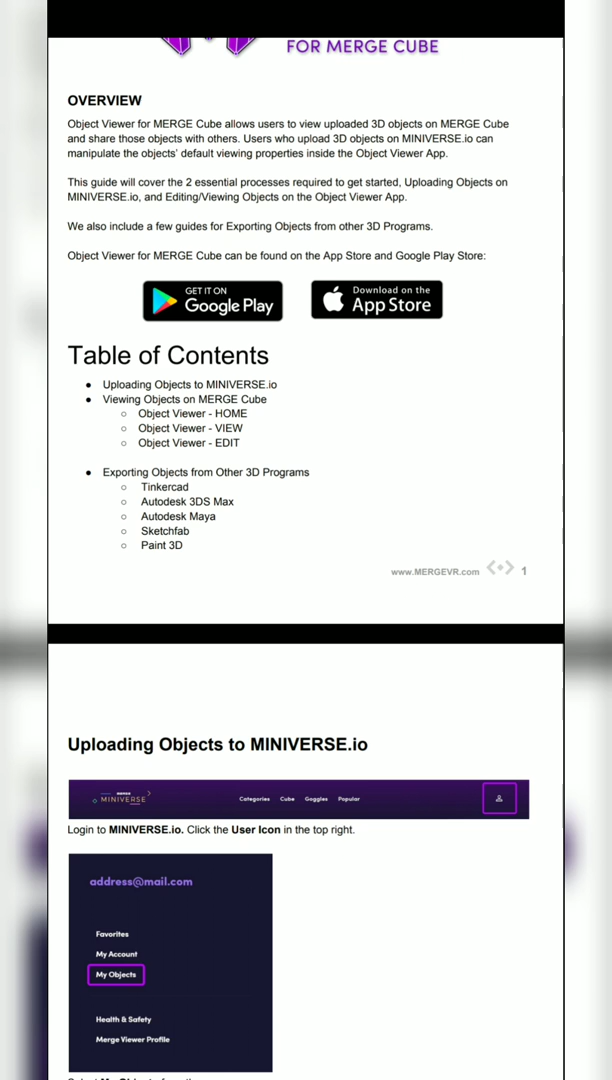 FOR MERGE CUBE
OVERVIEW
Object Viewer for MERGE Cube allows users to view uploaded 3D objects on MERGE Cube
and share those objects with others. Users who upload 3D objects on MINIVERSE.io can
manipulate the objects' default viewing properties inside the Object Viewer App.
This guide will cover the 2 essential processes required to get started, Uploading Objects on
MINIVERSE.io, and Editing/Viewing Objects on the Object Viewer App.
We also include a few guides for Exporting Objects from other 3D Programs.
Object Viewer for MERGE Cube can be found on the App Store and Google Play Store:
GET IT ON
Google Play
Download on the
App Store
Table of Contents
● Uploading Objects to MINIVERSE.io
● Viewing Objects on MERGE Cube
○ Object Viewer - HOME
○ Object Viewer - VIEW
○ Object Viewer - EDIT
● Exporting Objects from Other 3D Programs
○ Tinkercad
○ Autodesk 3DS Max
○ Autodesk Maya
○ Sketchfab
○ Paint 3D
www.MERGEVR.com 1
Uploading Objects to MINIVERSE.io
MERGE
MINIVERSE
Categories Cube Goggles Popular
Login to MINIVERSE.io. Click the User Icon in the top right.
address@mail.com
Favorites
My Account
My Objects
Health & Safety
Merge Viewer Profile